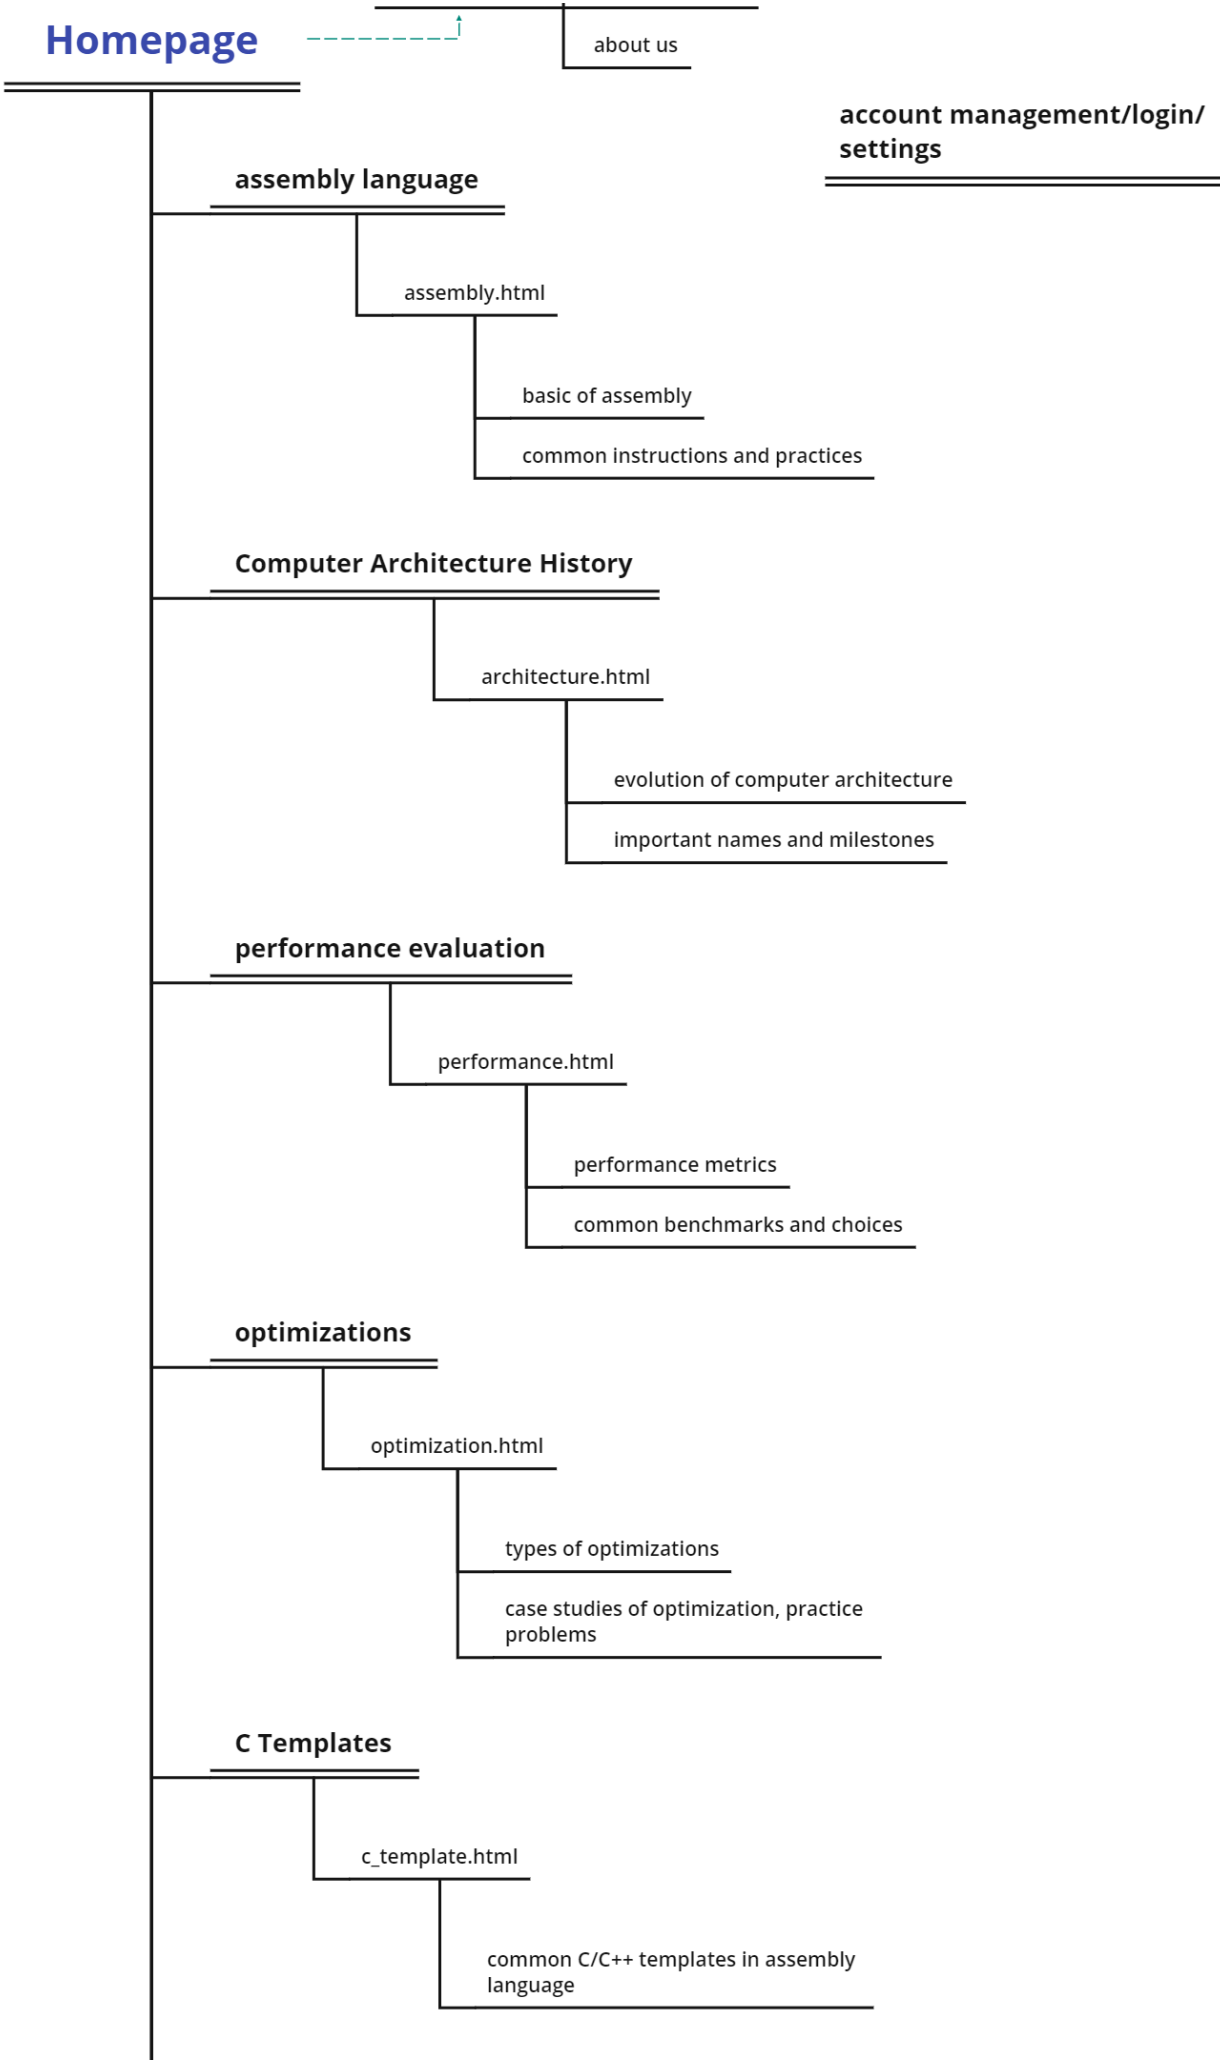 Homepage
about us
account management/login/
settings
assembly language
assembly.html
basic of assembly
common instructions and practices
Computer Architecture History
architecture.html
evolution of computer architecture
important names and milestones
performance evaluation
performance.html
performance metrics
common benchmarks and choices
optimizations
optimization.html
types of optimizations
case studies of optimization, practice
problems
C Templates
c_template.html
common C/C++ templates in assembly
language